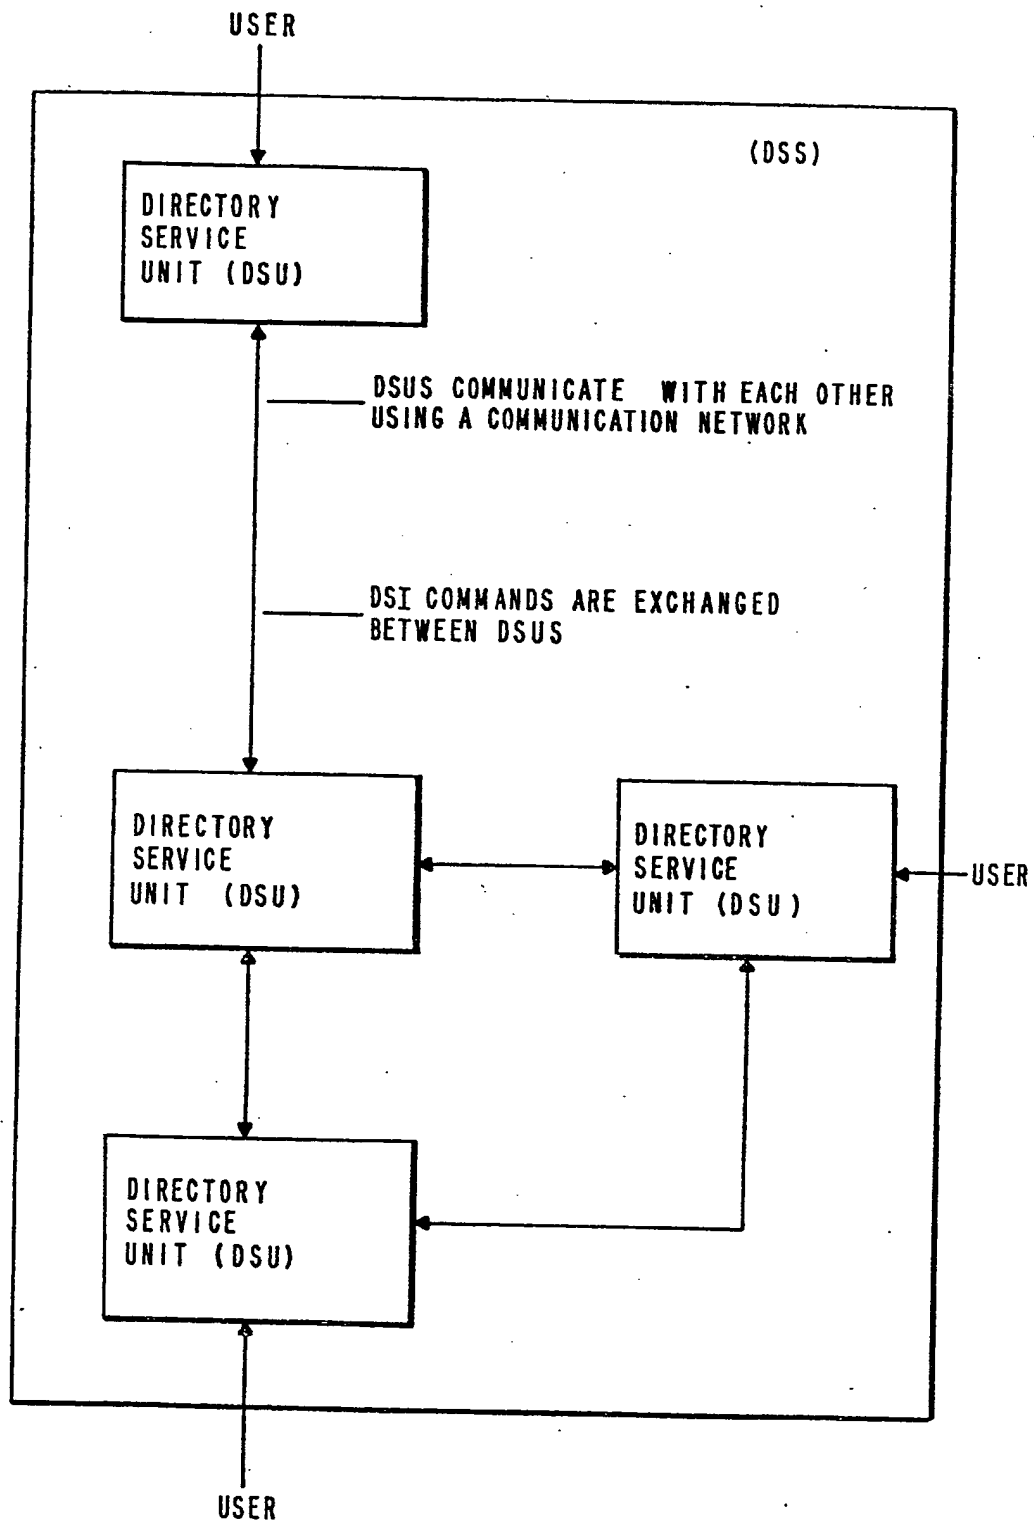 USER
(DSS)
DIRECTORY
SERVICE
UNIT (DSU)
DSUS COMMUNICATE WITH EACH OTHER
USING A COMMUNICATION NETWORK
DSI COMMANDS ARE EXCHANGED
BETWEEN DSUS
DIRECTORY
SERVICE
UNIT (DSU)
DIRECTORY
SERVICE
UNIT (DSU)
USER
DIRECTORY
SERVICE
UNIT (DSU)
USER